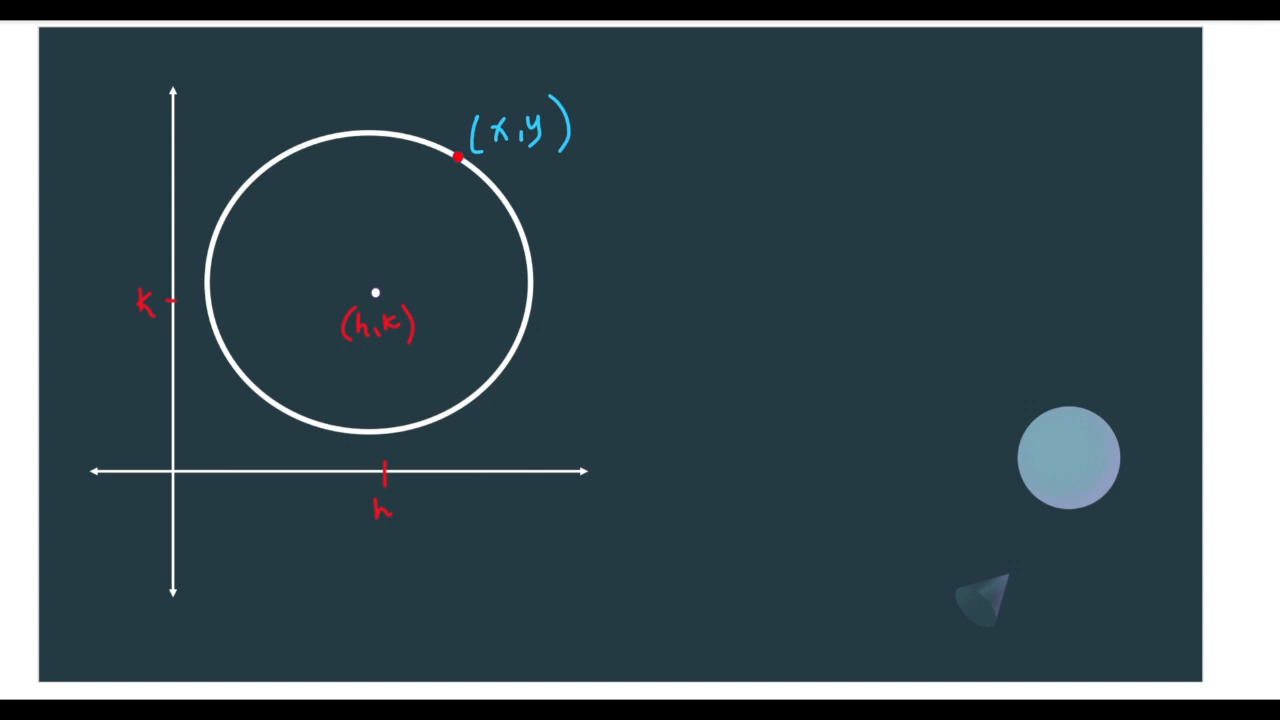 (x,y)
k
(h,k)
h